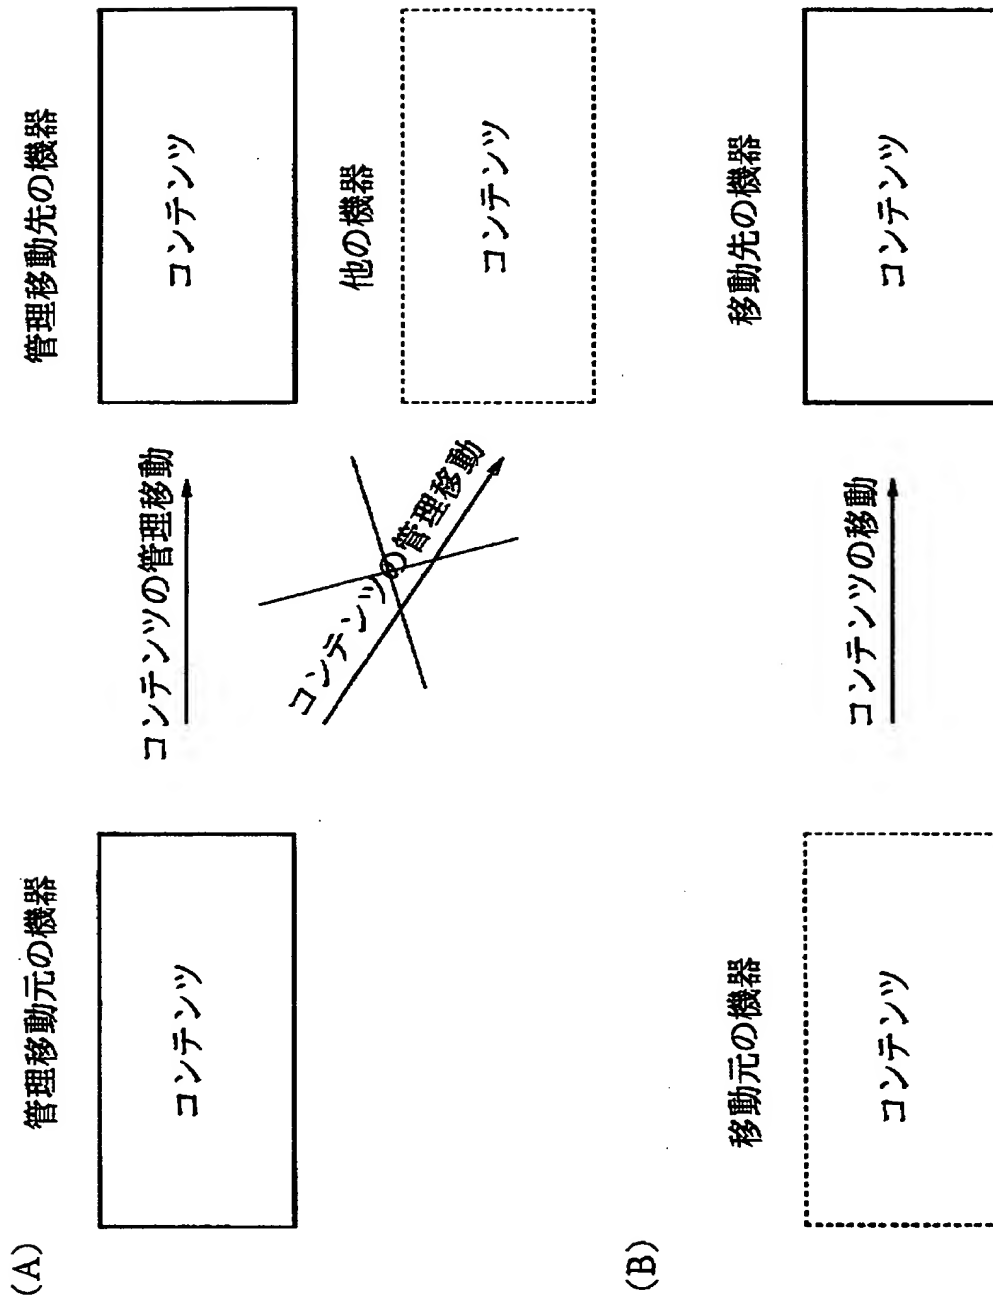 (A)
管理移動元の機器
コンテンツ
コンテンツの管理移動
管理移動先の機器
コンテンツ
コンテンツの管理移動
他の機器
コンテンツ
(B)
移動元の機器
コンテンツ
コンテンツの移動
移動先の機器
コンテンツ